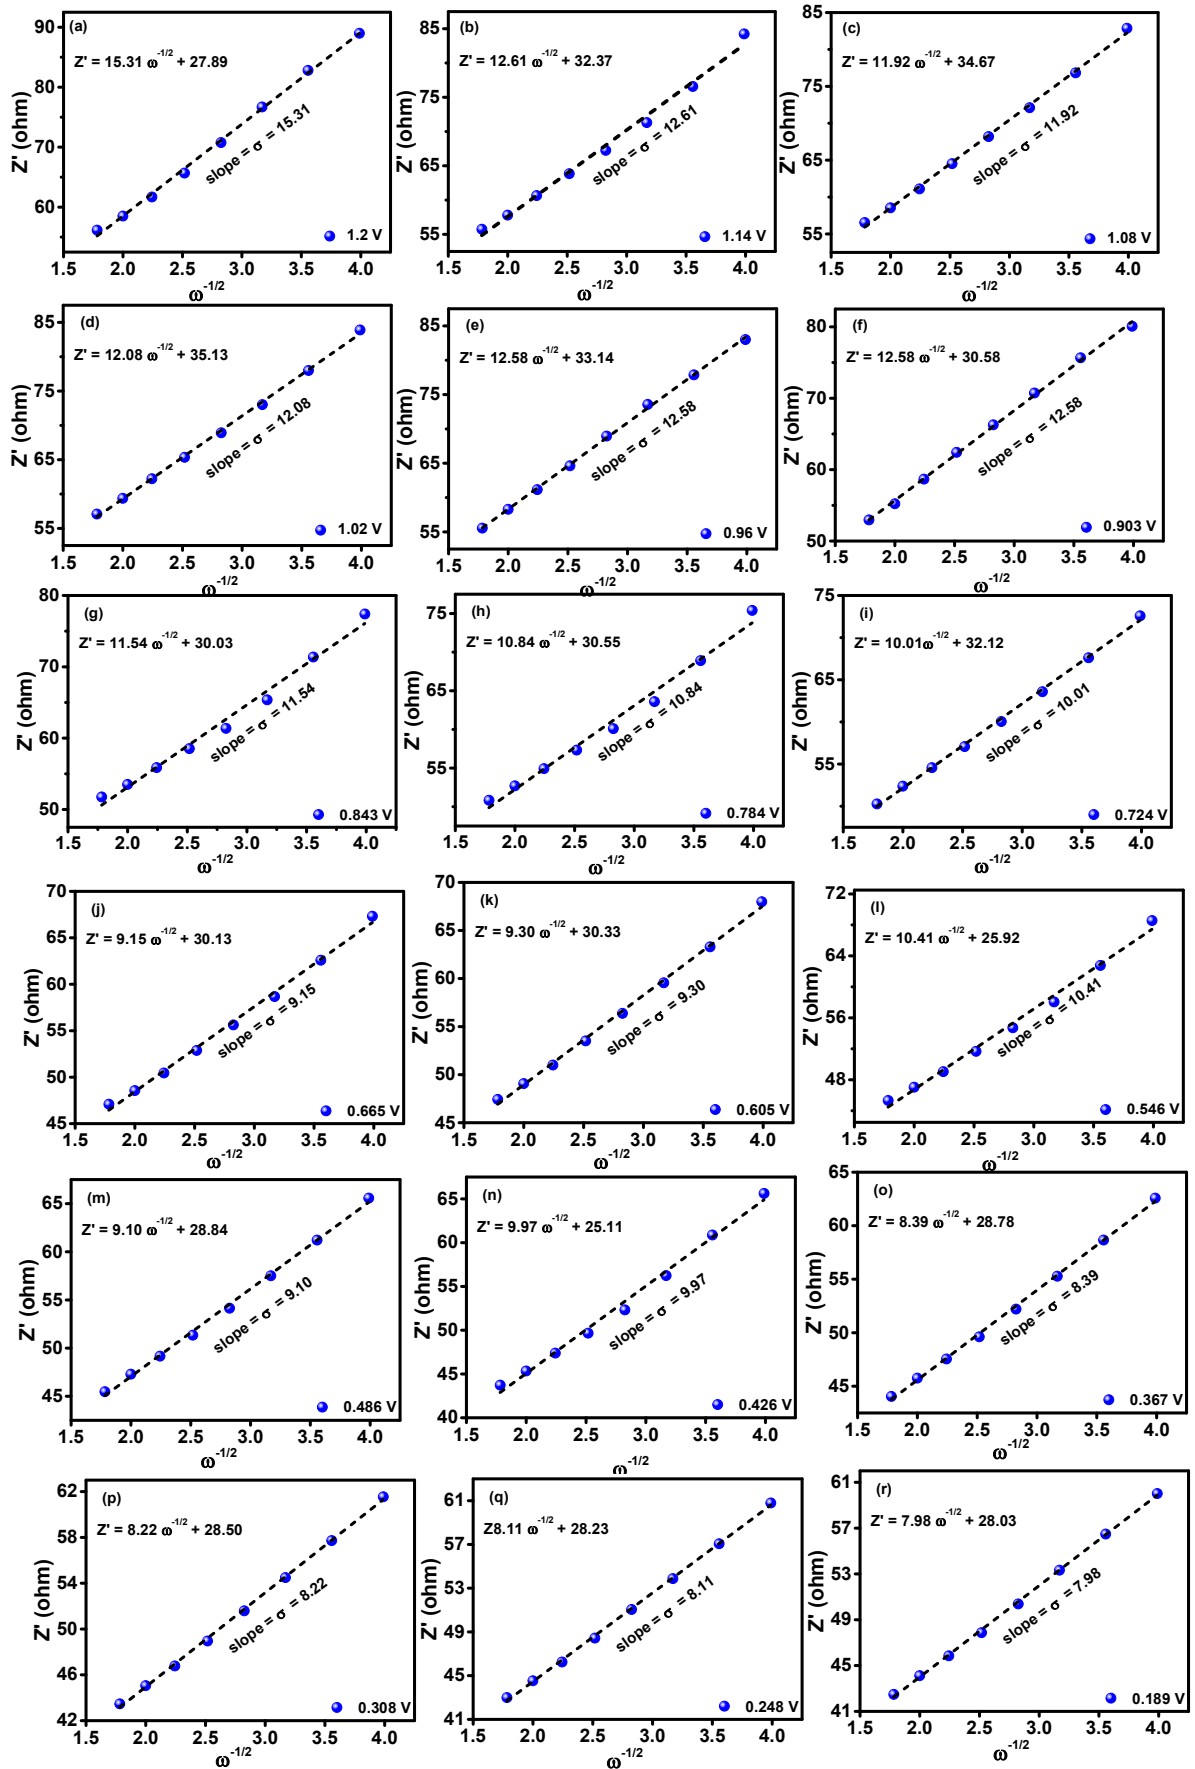 (a)
Z' = 15.31 ω-1/2 + 27.89
slope = σ = 15.31
1.2 V
Z' (ohm)
90
80
70
60
1.5 2.0 2.5 3.0 3.5 4.0
ω-1/2
(b)
Z' = 12.61 ω-1/2 + 32.37
slope = σ = 12.61
1.14 V
Z' (ohm)
85
75
65
55
1.5 2.0 2.5 3.0 3.5 4.0
ω-1/2
(c)
Z' = 11.92 ω-1/2 + 34.67
slope = σ = 11.92
1.08 V
Z' (ohm)
85
75
65
55
1.5 2.0 2.5 3.0 3.5 4.0
ω-1/2
(d)
Z' = 12.08 ω-1/2 + 35.13
slope = σ = 12.08
1.02 V
Z' (ohm)
85
75
65
55
1.5 2.0 2.5 3.0 3.5 4.0
ω-1/2
(e)
Z' = 12.58 ω-1/2 + 33.14
slope = σ = 12.58
0.96 V
Z' (ohm)
85
75
65
55
1.5 2.0 2.5 3.0 3.5 4.0
ω-1/2
(f)
Z' = 12.58 ω-1/2 + 30.58
slope = σ = 12.58
0.903 V
Z' (ohm)
80
70
60
50
1.5 2.0 2.5 3.0 3.5 4.0
ω-1/2
(g)
Z' = 11.54 ω-1/2 + 30.03
slope = σ = 11.54
0.843 V
Z' (ohm)
80
70
60
50
1.5 2.0 2.5 3.0 3.5 4.0
ω-1/2
(h)
Z' = 10.84 ω-1/2 + 30.55
slope = σ = 10.84
0.784 V
Z' (ohm)
75
65
55
1.5 2.0 2.5 3.0 3.5 4.0
ω-1/2
(i)
Z' = 10.01ω-1/2 + 32.12
slope = σ = 10.01
0.724 V
Z' (ohm)
75
65
55
1.5 2.0 2.5 3.0 3.5 4.0
ω-1/2
(j)
Z' = 9.15 ω-1/2 + 30.13
slope = σ = 9.15
0.665 V
Z' (ohm)
70
65
60
55
50
45
1.5 2.0 2.5 3.0 3.5 4.0
ω-1/2
(k)
Z' = 9.30 ω-1/2 + 30.33
slope = σ = 9.30
0.605 V
Z' (ohm)
70
65
60
55
50
45
1.5 2.0 2.5 3.0 3.5 4.0
ω-1/2
(l)
Z' = 10.41 ω-1/2 + 25.92
slope = σ = 10.41
0.546 V
Z' (ohm)
72
68
56
48
1.5 2.0 2.5 3.0 3.5 4.0
ω-1/2
(m)
Z' = 9.10 ω-1/2 + 28.84
slope = σ = 9.10
0.486 V
Z' (ohm)
65
60
55
50
45
1.5 2.0 2.5 3.0 3.5 4.0
ω-1/2
(n)
Z' = 9.97 ω-1/2 + 25.11
slope = σ = 9.97
0.426 V
Z' (ohm)
65
60
55
50
45
40
1.5 2.0 2.5 3.0 3.5 4.0
ω-1/2
(o)
Z' = 8.39 ω-1/2 + 28.78
slope = σ = 8.39
0.367 V
Z' (ohm)
65
60
55
50
45
1.5 2.0 2.5 3.0 3.5 4.0
ω-1/2
(p)
Z' = 8.22 ω-1/2 + 28.50
slope = σ = 8.22
0.308 V
Z' (ohm)
62
58
54
50
46
42
1.5 2.0 2.5 3.0 3.5 4.0
ω-1/2
(q)
Z8.11 ω-1/2 + 28.23
slope = σ = 8.11
0.248 V
Z' (ohm)
61
57
53
49
45
41
1.5 2.0 2.5 3.0 3.5 4.0
ω-1/2
(r)
Z' = 7.98 ω-1/2 + 28.03
slope = σ = 7.98
0.189 V
Z' (ohm)
61
57
53
49
45
41
1.5 2.0 2.5 3.0 3.5 4.0
ω-1/2